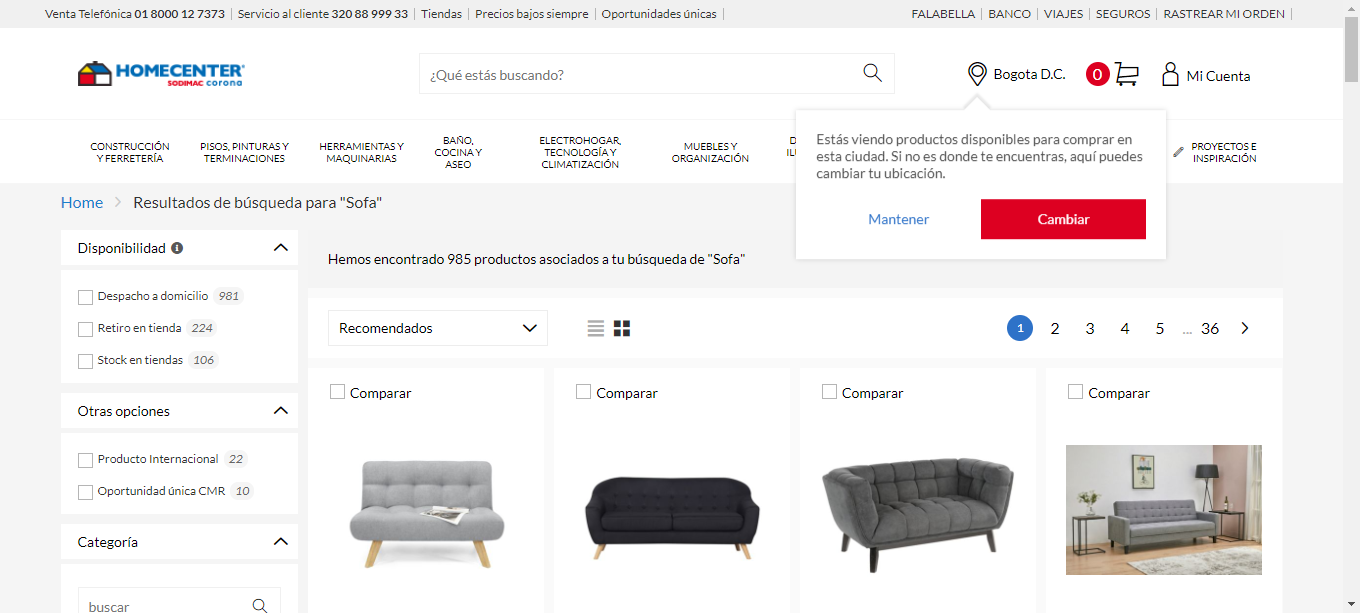 Venta Telefónica 01 8000 12 7373 | Servicio al cliente 320 88 999 33 | Tiendas | Precios bajos siempre | Oportunidades únicas |
FALABELLA | BANCO | VIAJES | SEGUROS | RASTREAR MI ORDEN |
HOMECENTER
SODIMAC corona
¿Qué estás buscando?
Bogota D.C.
0
Mi Cuenta
CONSTRUCCIÓN
Y FERRETERÍA
PISOS, PINTURAS Y
TERMINACIONES
HERRAMIENTAS Y
MAQUINARIAS
BAÑO,
COCINA Y
ASEO
ELECTROHOGAR,
TECNOLOGÍA Y
CLIMATIZACIÓN
MUEBLES Y
ORGANIZACIÓN
PROYECTOS E
INSPIRACIÓN
Estás viendo productos disponibles para comprar en
esta ciudad. Si no es donde te encuentras, aquí puedes
cambiar tu ubicación.
Mantener
Cambiar
Home > Resultados de búsqueda para "Sofa"
Disponibilidad
Despacho a domicilio 981
Retiro en tienda 224
Stock en tiendas 106
Otras opciones
Producto Internacional 22
Oportunidad única CMR 10
Categoría
buscar
Hemos encontrado 985 productos asociados a tu búsqueda de "Sofa"
Recomendados
1 2 3 4 5 ... 36
Comparar
Comparar
Comparar
Comparar